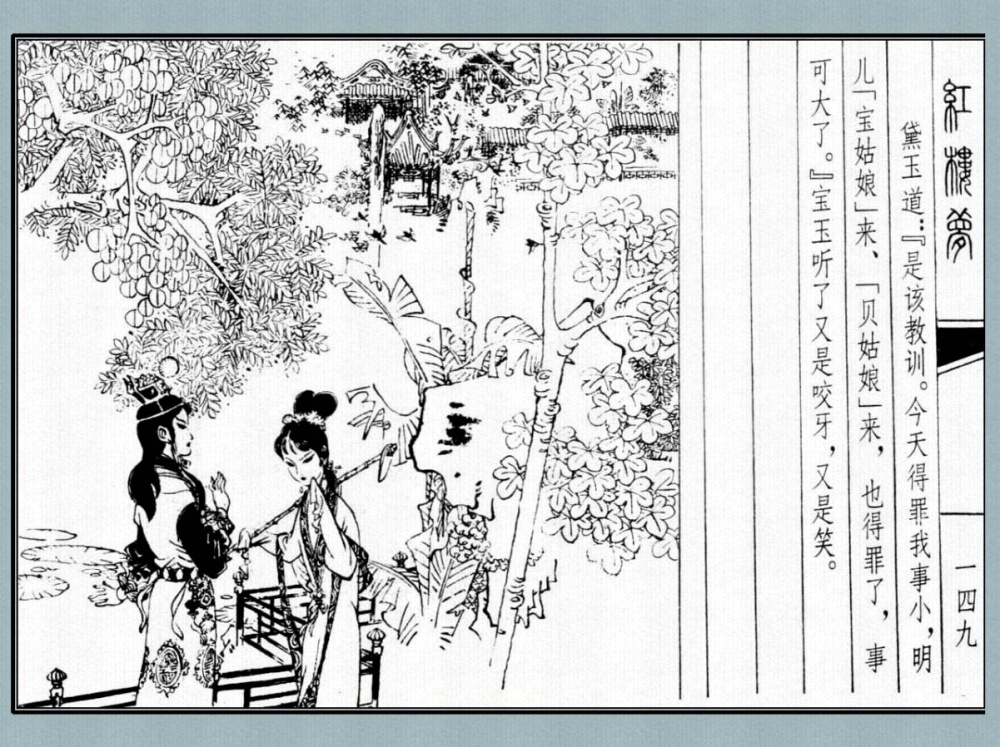 紅樓夢
一四九
黛玉道：『是该教训。今天得罪我事小，明
儿「宝姑娘」来、「贝姑娘」来，也得罪了，事
可大了。』宝玉听了又是咬牙，又是笑。